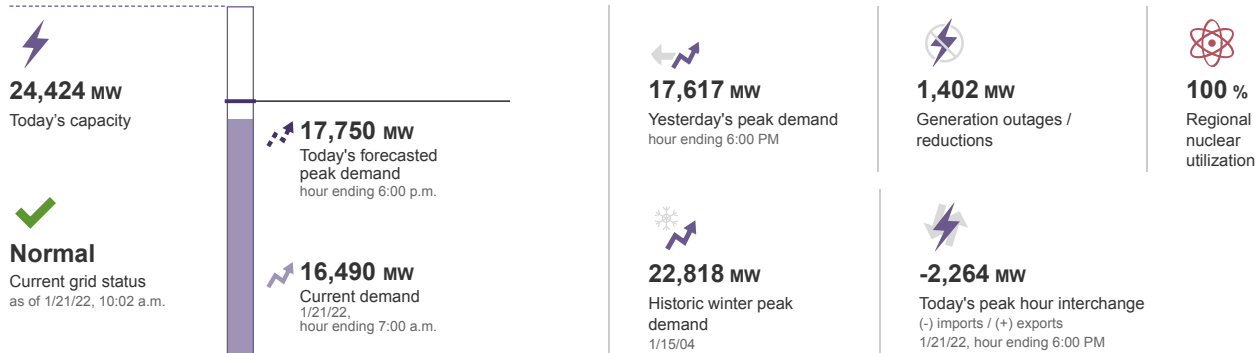 24,424 MW
Today's capacity
Normal
Current grid status
as of 1/21/22, 10:02 a.m.
17,750 MW
Today's forecasted
peak demand
hour ending 6:00 p.m.
16,490 MW
Current demand
1/21/22,
hour ending 7:00 a.m.
17,617 MW
Yesterday's peak demand
hour ending 6:00 PM
1,402 MW
Generation outages /
reductions
100 %
Regional
nuclear
utilization
22,818 MW
Historic winter peak
demand
1/15/04
-2,264 MW
Today's peak hour interchange
(-) imports / (+) exports
1/21/22, hour ending 6:00 PM